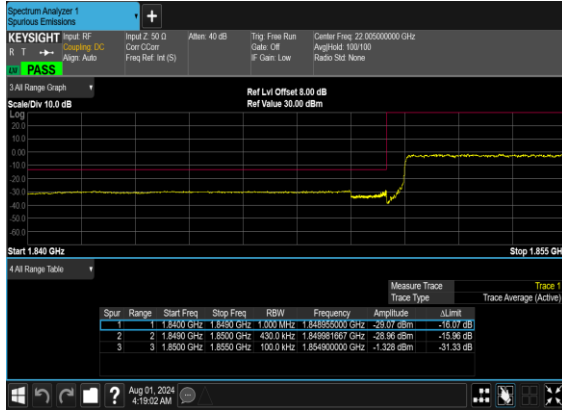 Spectrum Analyzer 1
Spurious Emissions
KEYSIGHT Input: RF Input Z: 50 Ω Atten: 40 dB Trig: Free Run Center Freq: 22.005000000 GHz
R T Coupling: DC Corr CCorr Gate: Off Avg|Hold: 100/100
Align: Auto Freq Ref: Int (S) IF Gain: Low Radio Std: None
PASS
3 All Range Graph
Ref Lvl Offset 8.00 dB
Scale/Div 10.0 dB Ref Value 30.00 dBm
Log
20.0
10.0
0.00
-10.0
-20.0
-30.0
-40.0
-50.0
-60.0
Start 1.840 GHz Stop 1.855 GH
4 All Range Table
Measure Trace Trace 1
Trace Type Trace Average (Active)
Spur Range Start Freq Stop Freq RBW Frequency Amplitude ΔLimit
1 1 1.8400 GHz 1.8490 GHz 1.000 MHz 1.848955000 GHz -29.07 dBm -16.07 dB
2 2 1.8490 GHz 1.8500 GHz 430.0 kHz 1.849981667 GHz -28.96 dBm -15.96 dB
3 3 1.8500 GHz 1.8550 GHz 100.0 kHz 1.854900000 GHz -1.328 dBm -31.33 dB
Aug 01, 2024
4:19:02 AM